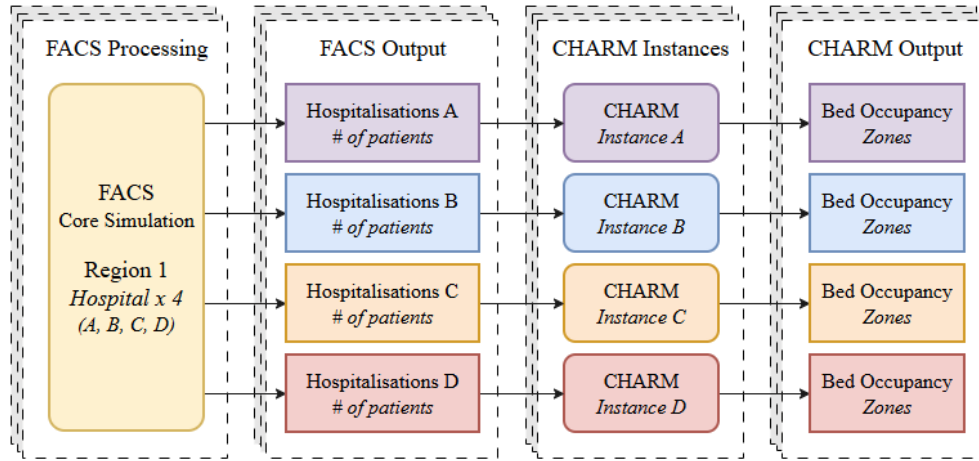 FACS Processing
FACS
Core Simulation
Region 1
Hospital x 4
(A, B, C, D)
FACS Output
Hospitalisations A
# of patients
Hospitalisations B
# of patients
Hospitalisations C
# of patients
Hospitalisations D
# of patients
CHARM Instances
CHARM
Instance A
CHARM
Instance B
CHARM
Instance C
CHARM
Instance D
CHARM Output
Bed Occupancy
Zones
Bed Occupancy
Zones
Bed Occupancy
Zones
Bed Occupancy
Zones